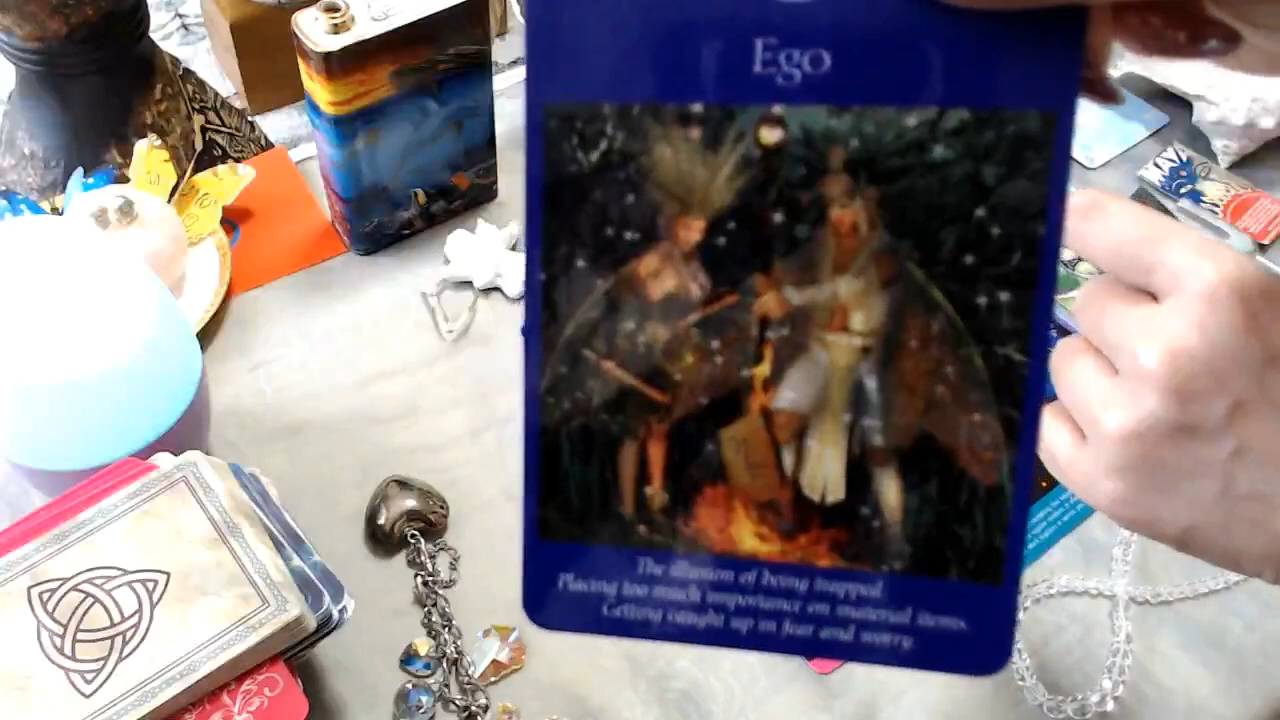 Ego
The illusion of being trapped.
Placing too much importance on material items.
Getting caught up in fear and worry.